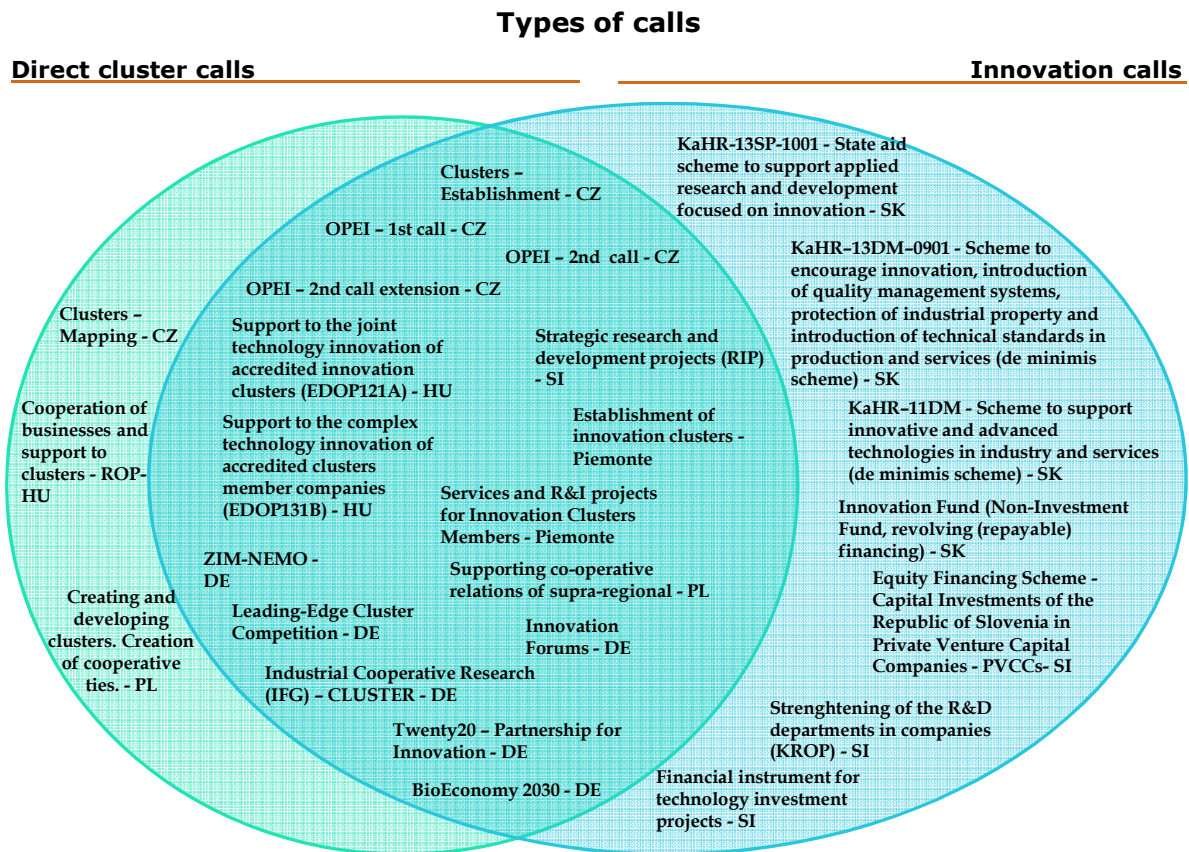 Types of calls
Direct cluster calls
Innovation calls
Clusters –
Mapping - CZ
Cooperation of
businesses and
support to
clusters - ROP-
HU
Creating and
developing
clusters. Creation
of cooperative
ties. - PL
Clusters –
Establishment - CZ
OPEI – 1st call - CZ
OPEI – 2nd call - CZ
OPEI – 2nd call extension - CZ
Support to the joint
technology innovation of
accredited innovation
clusters (EDOP121A) - HU
Strategic research and
development projects (RIP)
- SI
Support to the complex
technology innovation of
accredited clusters
member companies
(EDOP131B) - HU
Establishment of
innovation clusters -
Piemonte
Services and R&I projects
for Innovation Clusters
Members - Piemonte
ZIM-NEMO -
DE
Supporting co-operative
relations of supra-regional - PL
Leading-Edge Cluster
Competition - DE
Innovation
Forums - DE
Industrial Cooperative Research
(IFG) – CLUSTER - DE
Twenty20 – Partnership for
Innovation - DE
BioEconomy 2030 - DE
KaHR-13SP-1001 - State aid
scheme to support applied
research and development
focused on innovation - SK
KaHR–13DM–0901 - Scheme to
encourage innovation, introduction
of quality management systems,
protection of industrial property and
introduction of technical standards in
production and services (de minimis
scheme) - SK
KaHR–11DM - Scheme to support
innovative and advanced
technologies in industry and services
(de minimis scheme) - SK
Innovation Fund (Non-Investment
Fund, revolving (repayable)
financing) - SK
Equity Financing Scheme -
Capital Investments of the
Republic of Slovenia in
Private Venture Capital
Companies - PVCCs- SI
Strenghtening of the R&D
departments in companies
(KROP) - SI
Financial instrument for
technology investment
projects - SI